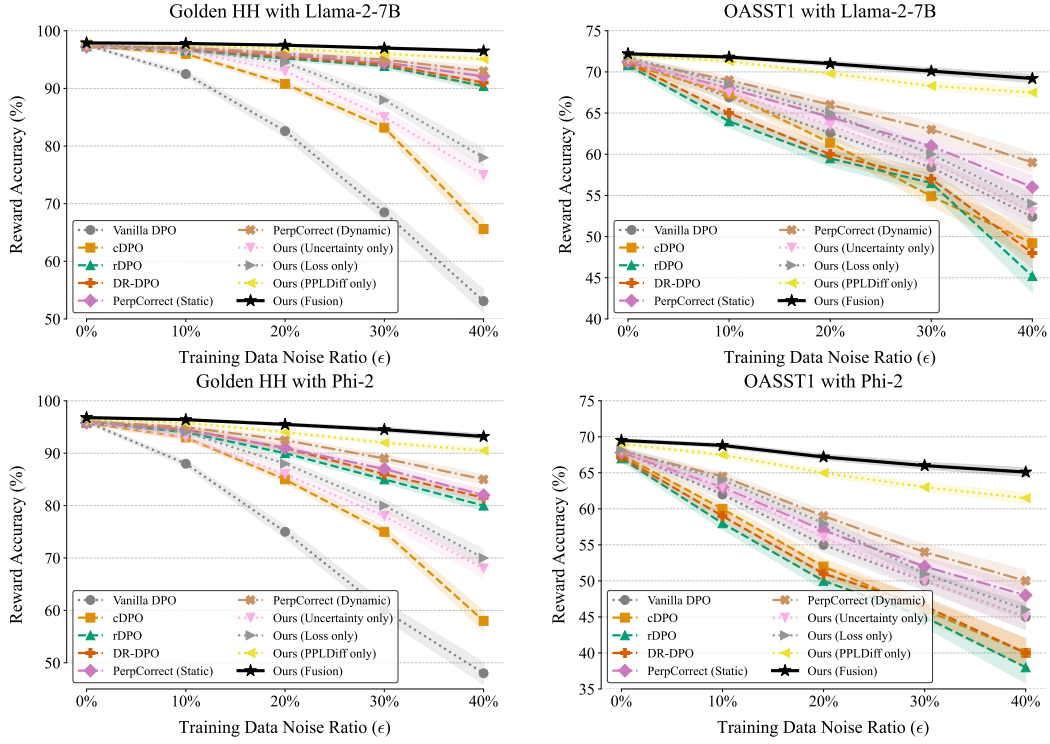 Golden HH with Llama-2-7B
100
90
80
70
60
50
Reward Accuracy (%)
Vanilla DPO
cDPO
rDPO
DR-DPO
PerpCorrect (Static)
PerpCorrect (Dynamic)
Ours (Uncertainty only)
Ours (Loss only)
Ours (PPLDiff only)
Ours (Fusion)
0% 10% 20% 30% 40%
Training Data Noise Ratio (ϵ)
OASST1 with Llama-2-7B
75
70
65
60
55
50
45
40
Reward Accuracy (%)
Vanilla DPO
cDPO
rDPO
DR-DPO
PerpCorrect (Static)
PerpCorrect (Dynamic)
Ours (Uncertainty only)
Ours (Loss only)
Ours (PPLDiff only)
Ours (Fusion)
0% 10% 20% 30% 40%
Training Data Noise Ratio (ϵ)
Golden HH with Phi-2
100
90
80
70
60
50
Reward Accuracy (%)
Vanilla DPO
cDPO
rDPO
DR-DPO
PerpCorrect (Static)
PerpCorrect (Dynamic)
Ours (Uncertainty only)
Ours (Loss only)
Ours (PPLDiff only)
Ours (Fusion)
0% 10% 20% 30% 40%
Training Data Noise Ratio (ϵ)
OASST1 with Phi-2
75
70
65
60
55
50
45
40
35
Reward Accuracy (%)
Vanilla DPO
cDPO
rDPO
DR-DPO
PerpCorrect (Static)
PerpCorrect (Dynamic)
Ours (Uncertainty only)
Ours (Loss only)
Ours (PPLDiff only)
Ours (Fusion)
0% 10% 20% 30% 40%
Training Data Noise Ratio (ϵ)